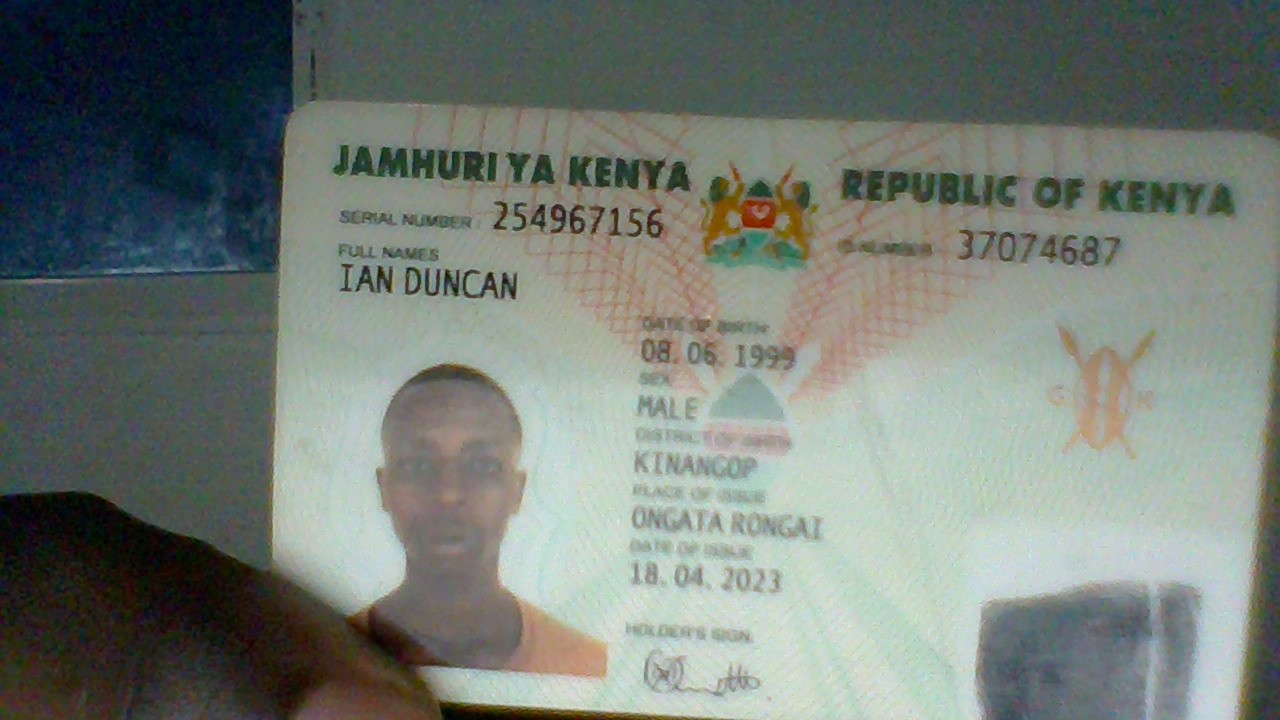 JAMHURI YA KENYA
REPUBLIC OF KENYA
SERIAL NUMBER: 254967156
ID NUMBER: 37074687
FULL NAMES
IAN DUNCAN
DATE OF BIRTH
08. 06. 1999
SEX
MALE
DISTRICT OF BIRTH
KINANGOP
PLACE OF ISSUE
ONGATA RONGAI
DATE OF ISSUE
18. 04. 2023
HOLDER'S SIGN.